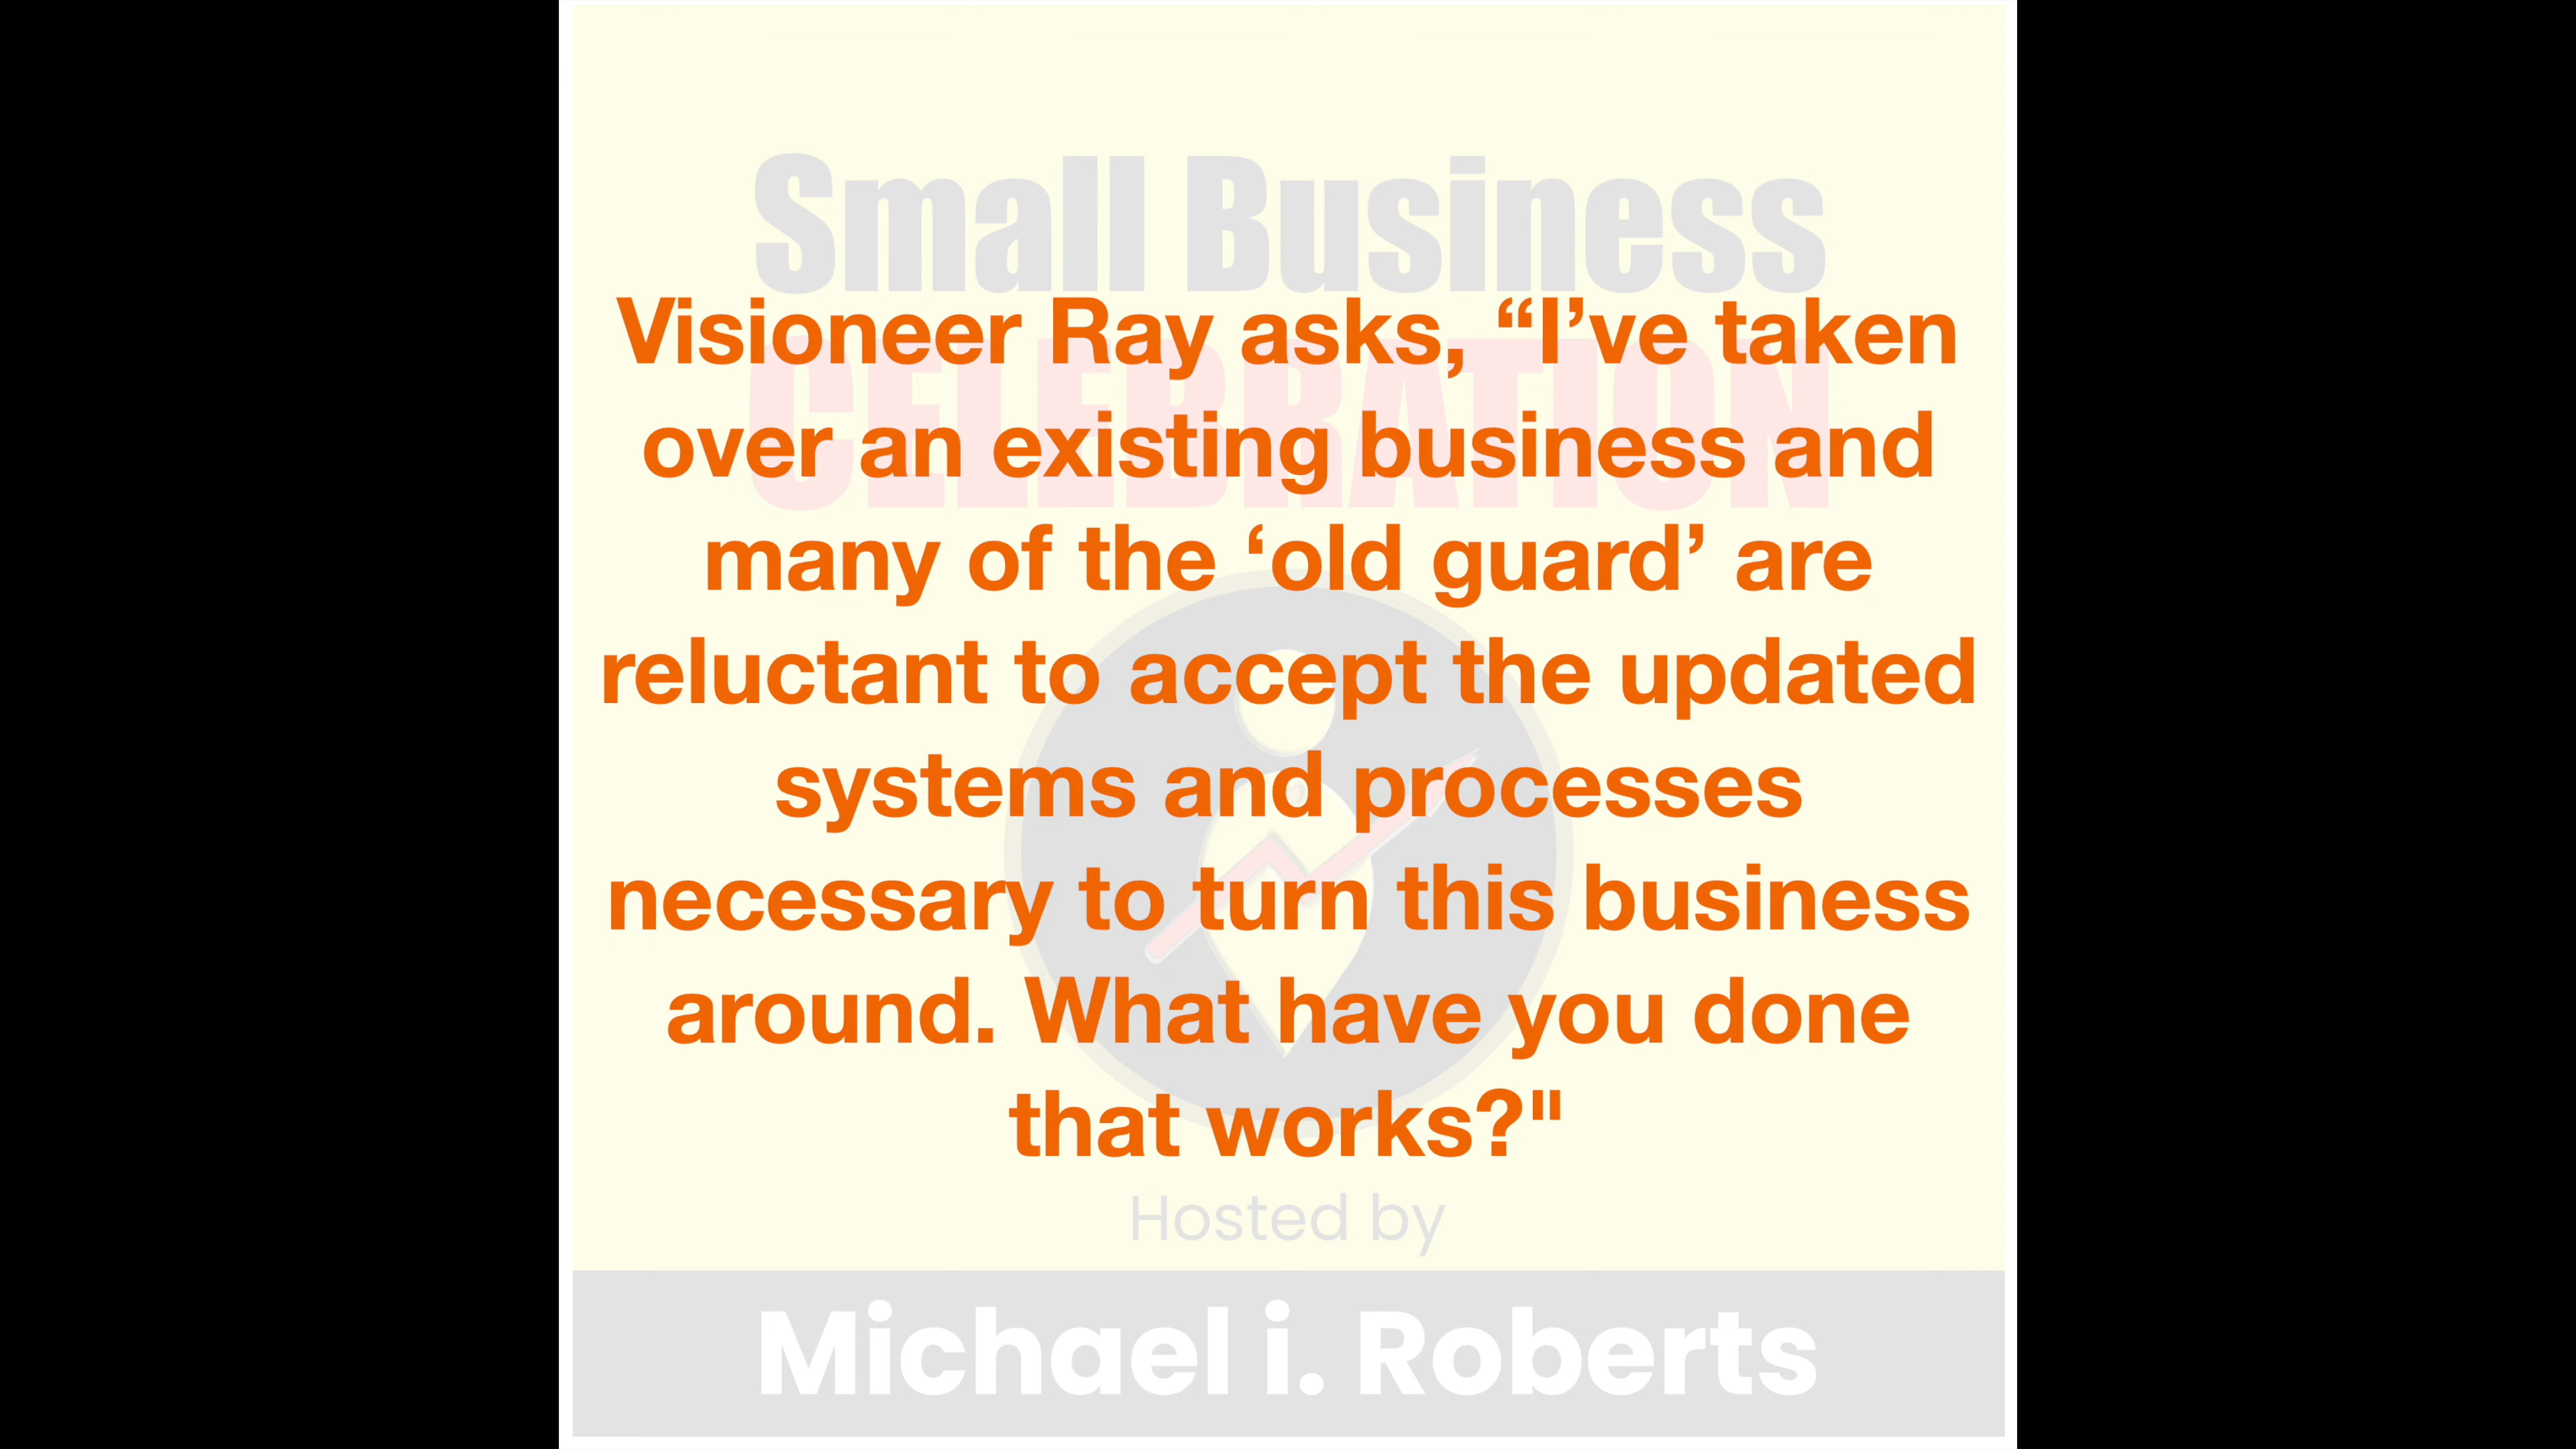 Small Business
CELEBRATION
Visioneer Ray asks, “I’ve taken
over an existing business and
many of the ‘old guard’ are
reluctant to accept the updated
systems and processes
necessary to turn this business
around. What have you done
that works?"
Hosted by
Michael i. Roberts